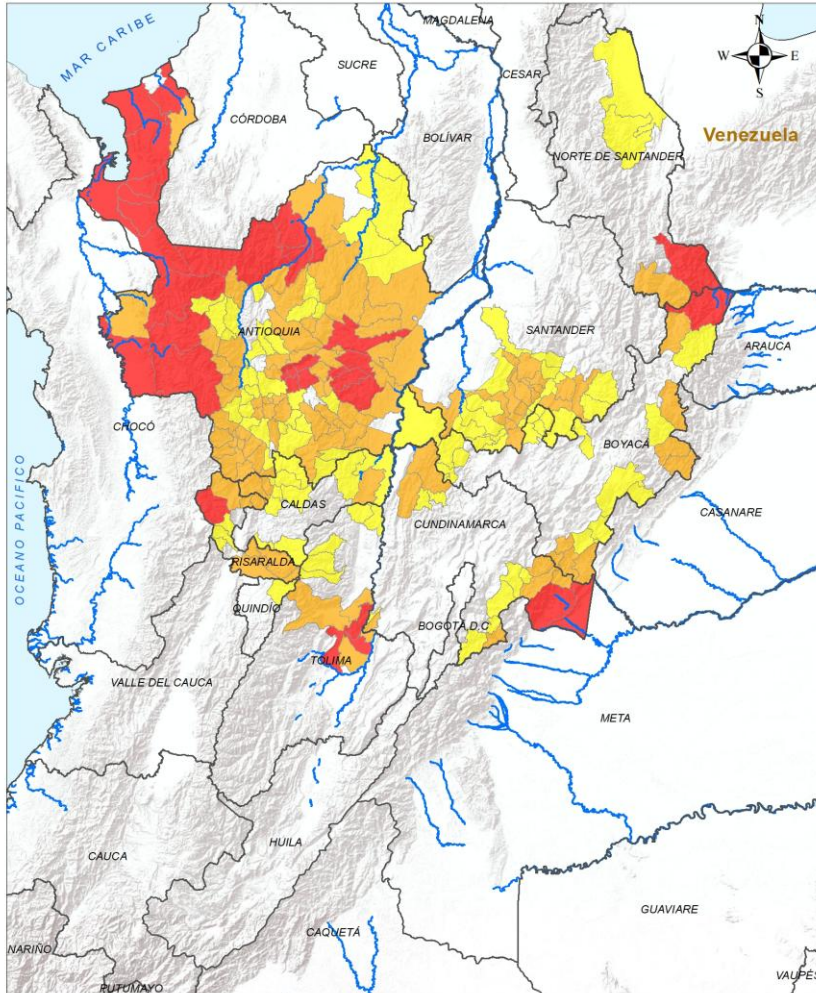 MAGDALENA
N
MAR CARIBE
W
E
SUCRE
CESAR
S
CÓRDOBA
BOLÍVAR
Venezuela
NORTE DE SANTANDER
ANTIOQUIA
SANTANDER
ARAUCA
CHOCÓ
BOYACÁ
OCEANO PACIFICO
CALDAS
CASANARE
CUNDINAMARCA
RISARALDA
QUINDÍO
BOGOTÁ D.C
TOLIMA
VALLE DEL CAUCA
META
HUILA
CAUCA
GUAVIARE
CAQUETÁ
NARIÑO
VAUPÉS
PUTUMAYO